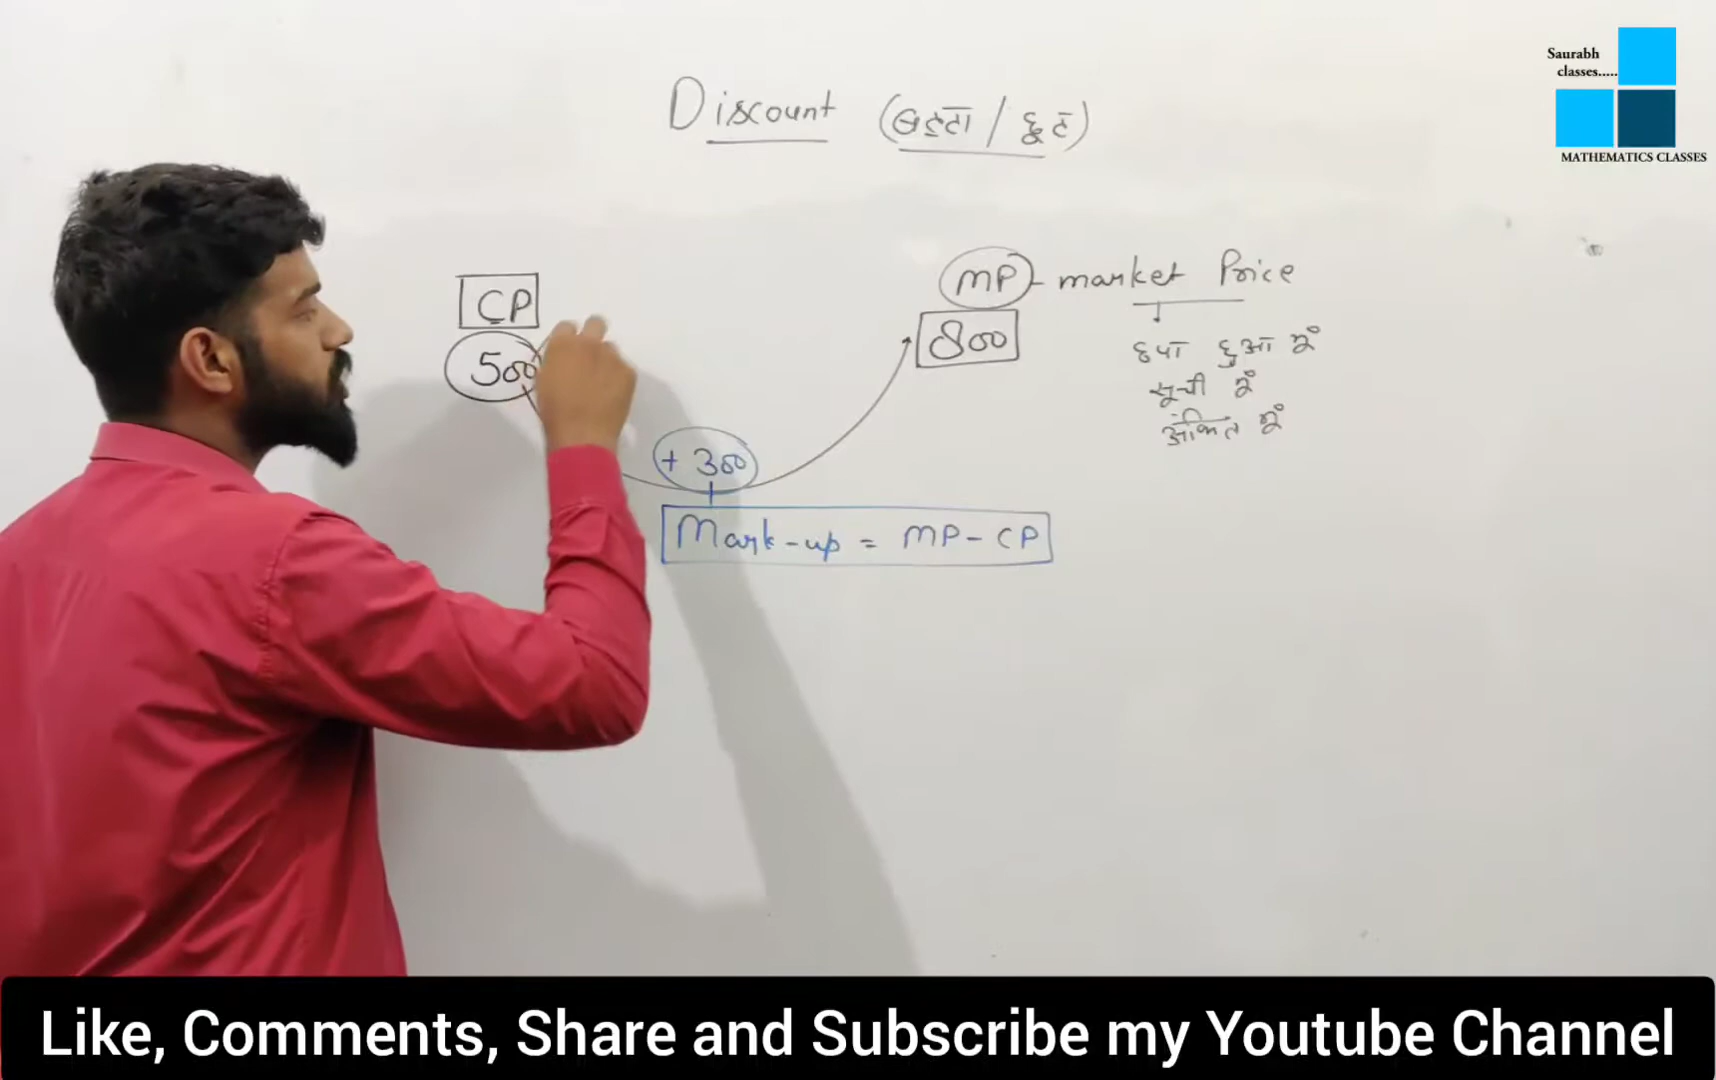 Saurabh
classes.....
MATHEMATICS CLASSES
Discount (बट्टा / छूट)
CP
500
MP - market Price
800
छपा हुआ मूं
सूची मूं
अंकित मूं
+ 300
Mark-up = MP - CP
Like, Comments, Share and Subscribe my Youtube Channel